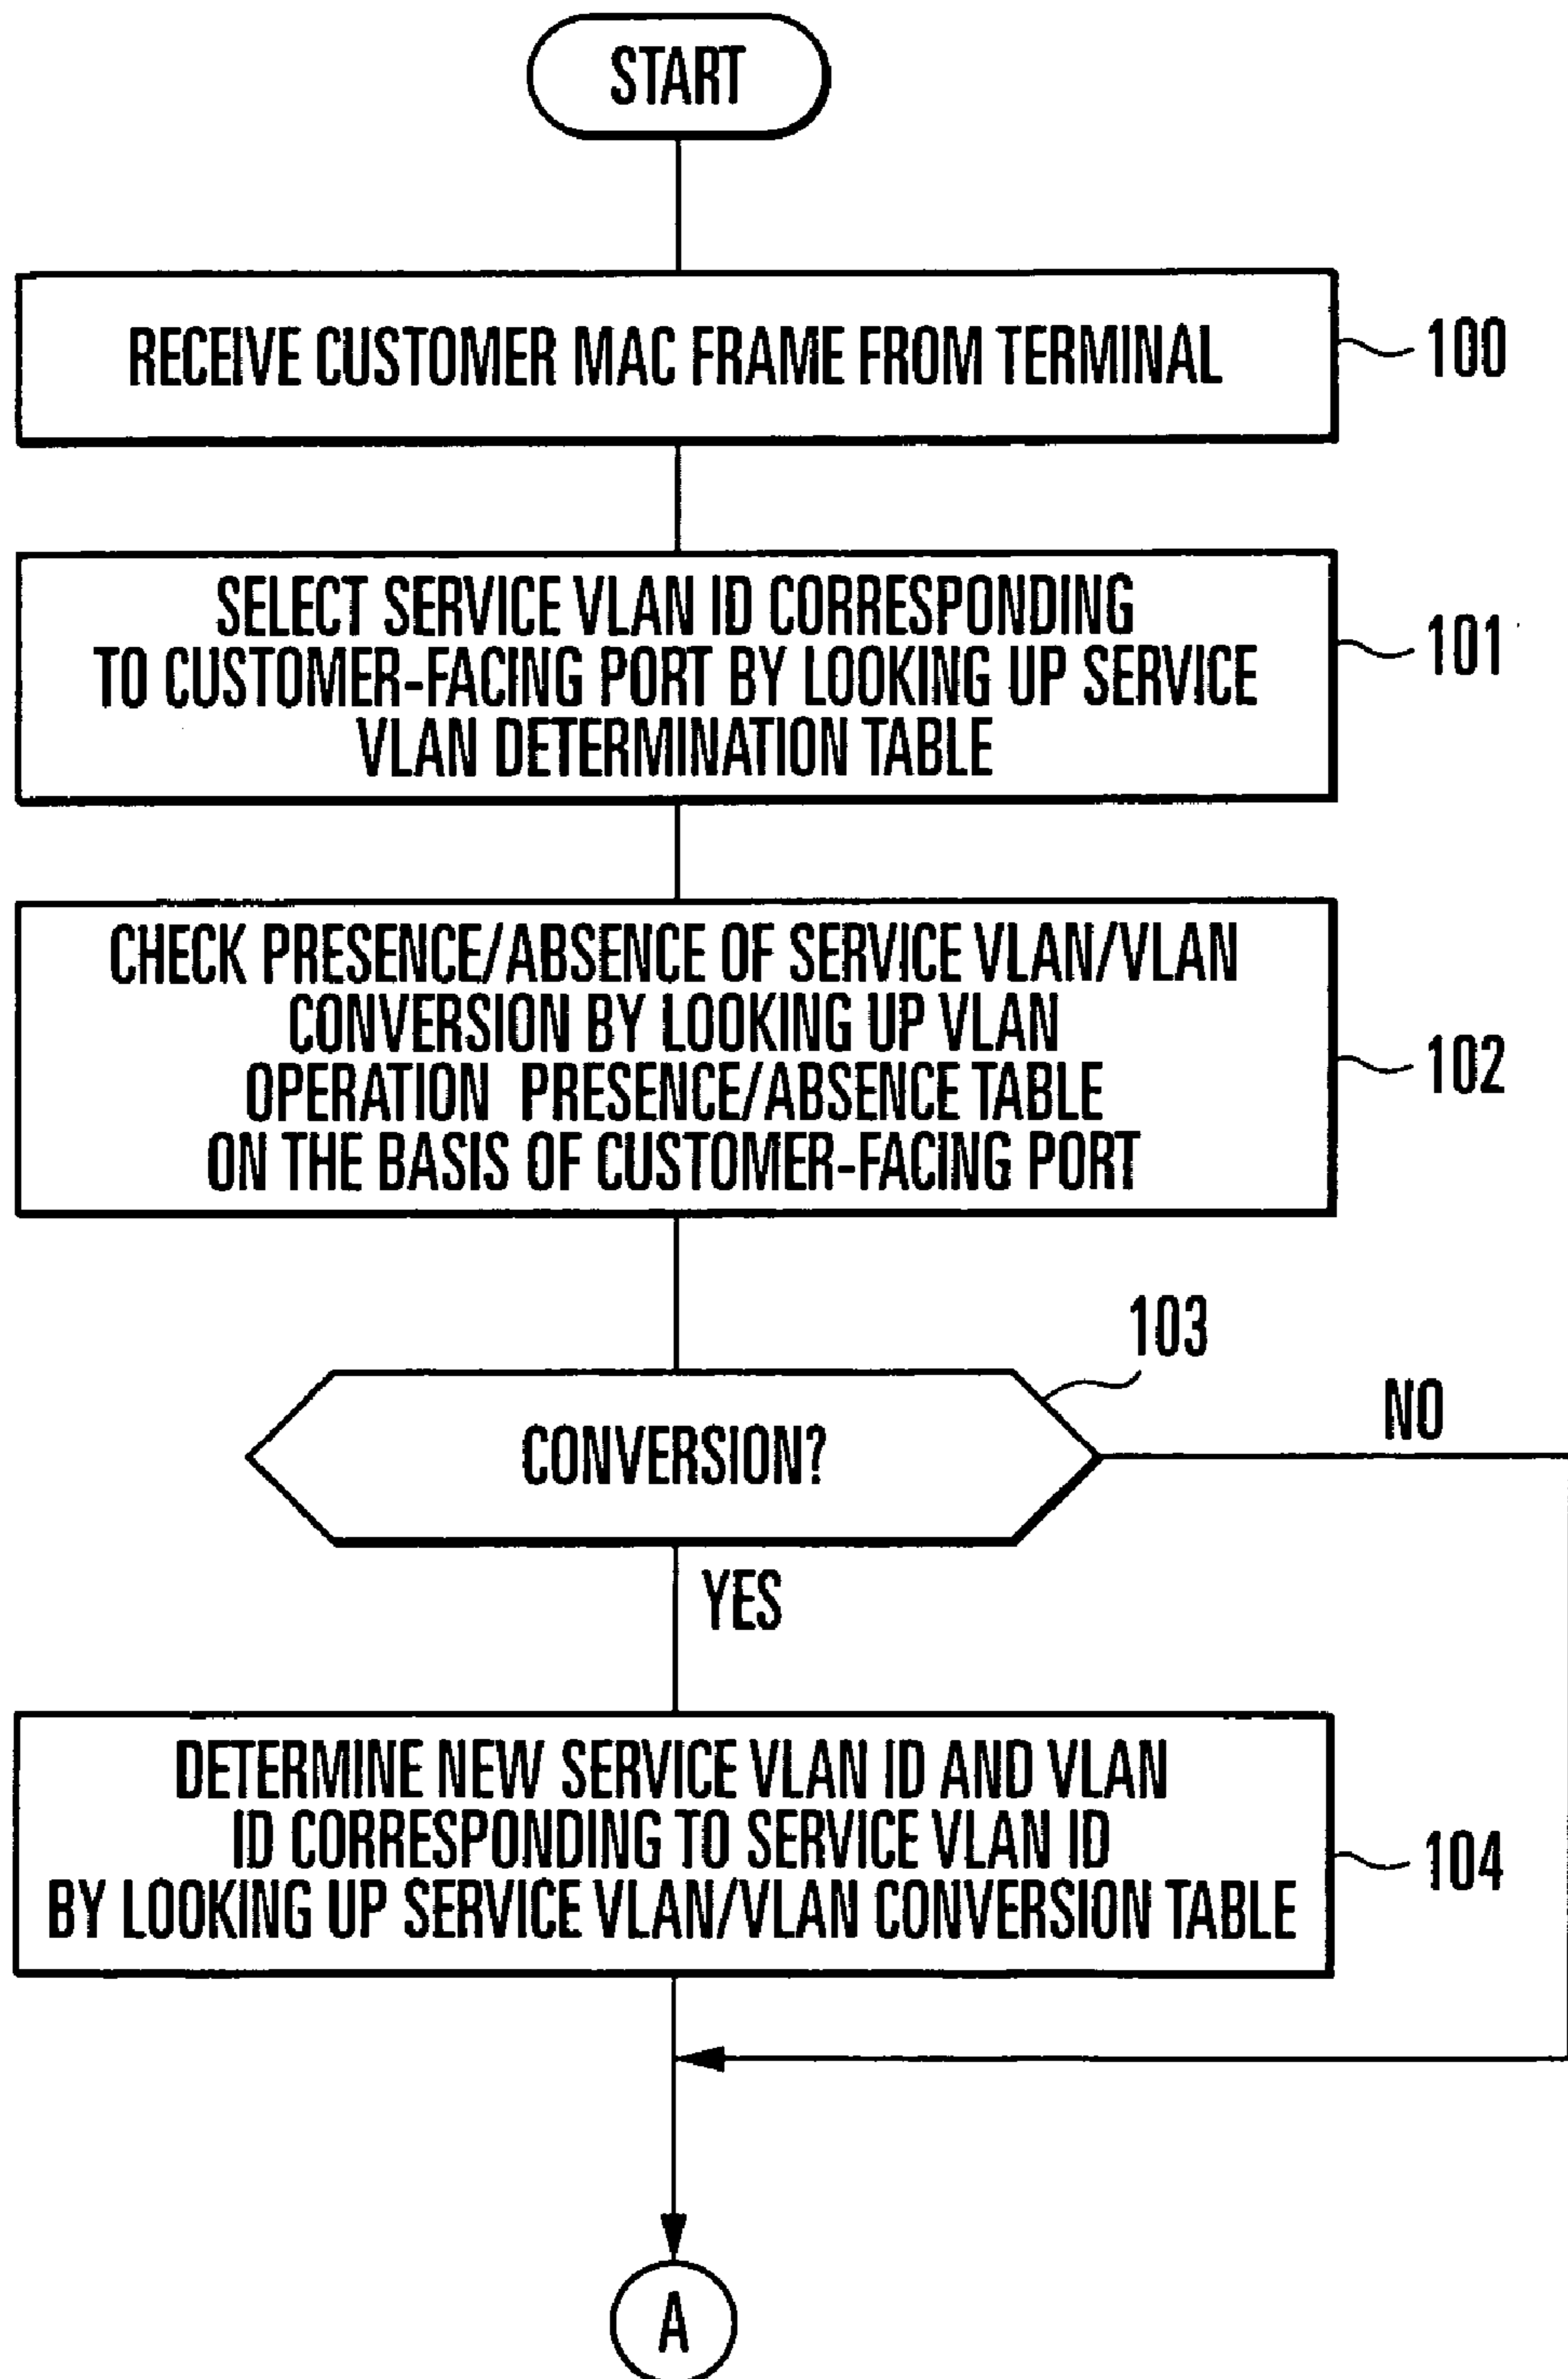 START
RECEIVE CUSTOMER MAC FRAME FROM TERMINAL
100
SELECT SERVICE VLAN ID CORRESPONDING
TO CUSTOMER-FACING PORT BY LOOKING UP SERVICE
VLAN DETERMINATION TABLE
101
CHECK PRESENCE/ABSENCE OF SERVICE VLAN/VLAN
CONVERSION BY LOOKING UP VLAN
OPERATION PRESENCE/ABSENCE TABLE
ON THE BASIS OF CUSTOMER-FACING PORT
102
103
CONVERSION?
NO
YES
DETERMINE NEW SERVICE VLAN ID AND VLAN
ID CORRESPONDING TO SERVICE VLAN ID
BY LOOKING UP SERVICE VLAN/VLAN CONVERSION TABLE
104
A